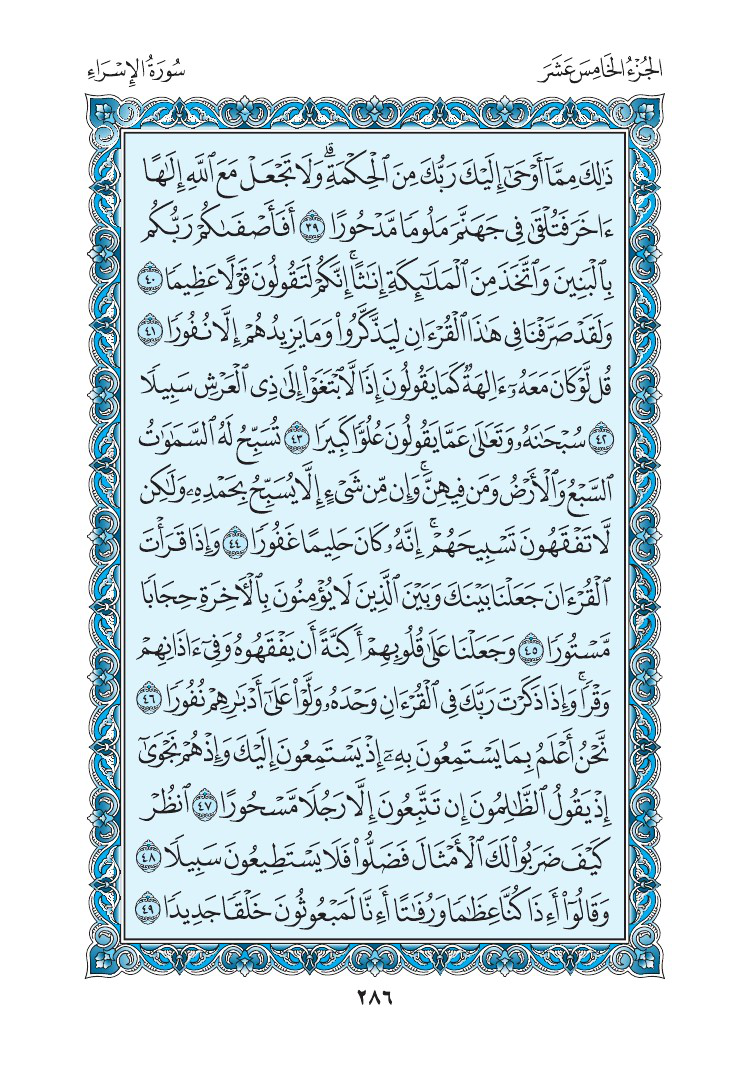 الجُزْءُ الخَامِسَ عَشَرَ
سُورَةُ الإِسْرَاءِ
ذَٰلِكَ مِمَّآ أَوْحَىٰٓ إِلَيْكَ رَبُّكَ مِنَ ٱلْحِكْمَةِۗ وَلَا تَجْعَلْ مَعَ ٱللَّهِ إِلَٰهًا
ءَاخَرَ فَتُلْقَىٰ فِى جَهَنَّمَ مَلُومًا مَّدْحُورًا ٣٩ أَفَأَصْفَىٰكُمْ رَبُّكُم
بِٱلْبَنِينَ وَٱتَّخَذَ مِنَ ٱلْمَلَٰٓئِكَةِ إِنَٰثًاۚ إِنَّكُمْ لَتَقُولُونَ قَوْلًا عَظِيمًا ٤٠
وَلَقَدْ صَرَّفْنَا فِى هَٰذَا ٱلْقُرْءَانِ لِيَذَّكَّرُوا۟ وَمَا يَزِيدُهُمْ إِلَّا نُفُورًا ٤١
قُل لَّوْ كَانَ مَعَهُۥٓ ءَالِهَةٌ كَمَا يَقُولُونَ إِذًا لَّٱبْتَغَوْا۟ إِلَىٰ ذِى ٱلْعَرْشِ سَبِيلًا
٤٢ سُبْحَٰنَهُۥ وَتَعَٰلَىٰ عَمَّا يَقُولُونَ عُلُوًّا كَبِيرًا ٤٣ تُسَبِّحُ لَهُ ٱلسَّمَٰوَٰتُ
ٱلسَّبْعُ وَٱلْأَرْضُ وَمَن فِيهِنَّۚ وَإِن مِّن شَىْءٍ إِلَّا يُسَبِّحُ بِحَمْدِهِۦ وَلَٰكِن
لَّا تَفْقَهُونَ تَسْبِيحَهُمْۚ إِنَّهُۥ كَانَ حَلِيمًا غَفُورًا ٤٤ وَإِذَا قَرَأْتَ
ٱلْقُرْءَانَ جَعَلْنَا بَيْنَكَ وَبَيْنَ ٱلَّذِينَ لَا يُؤْمِنُونَ بِٱلْءَاخِرَةِ حِجَابًا
مَّسْتُورًا ٤٥ وَجَعَلْنَا عَلَىٰ قُلُوبِهِمْ أَكِنَّةً أَن يَفْقَهُوهُ وَفِىٓ ءَاذَانِهِمْ
وَقْرًاۚ وَإِذَا ذَكَرْتَ رَبَّكَ فِى ٱلْقُرْءَانِ وَحْدَهُۥ وَلَّوْا۟ عَلَىٰٓ أَدْبَٰرِهِمْ نُفُورًا ٤٦
نَّحْنُ أَعْلَمُ بِمَا يَسْتَمِعُونَ بِهِۦٓ إِذْ يَسْتَمِعُونَ إِلَيْكَ وَإِذْ هُمْ نَجْوَىٰٓ
إِذْ يَقُولُ ٱلظَّٰلِمُونَ إِن تَتَّبِعُونَ إِلَّا رَجُلًا مَّسْحُورًا ٤٧ ٱنظُرْ
كَيْفَ ضَرَبُوا۟ لَكَ ٱلْأَمْثَالَ فَضَلُّوا۟ فَلَا يَسْتَطِيعُونَ سَبِيلًا ٤٨
وَقَالُوٓا۟ أَءِذَا كُنَّا عِظَٰمًا وَرُفَٰتًا أَءِنَّا لَمَبْعُوثُونَ خَلْقًا جَدِيدًا ٤٩
٢٨٦